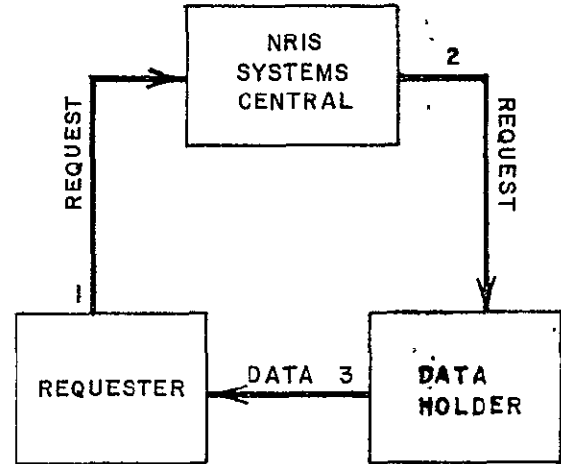 NRIS
SYSTEMS
CENTRAL
2
REQUEST
REQUEST
1
REQUESTER
DATA 3
DATA
HOLDER